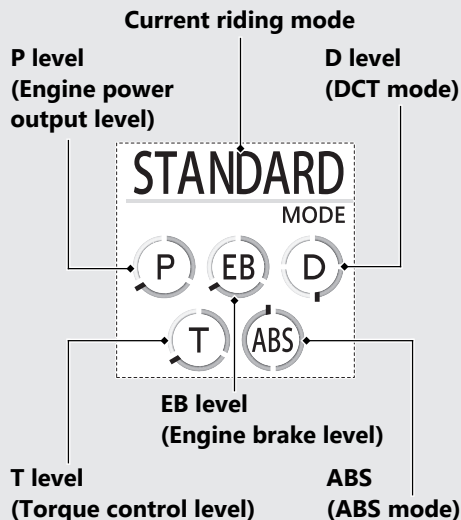 Current riding mode
P level
(Engine power
output level)
D level
(DCT mode)
STANDARD
MODE
P
EB
D
T
ABS
EB level
(Engine brake level)
T level
(Torque control level)
ABS
(ABS mode)